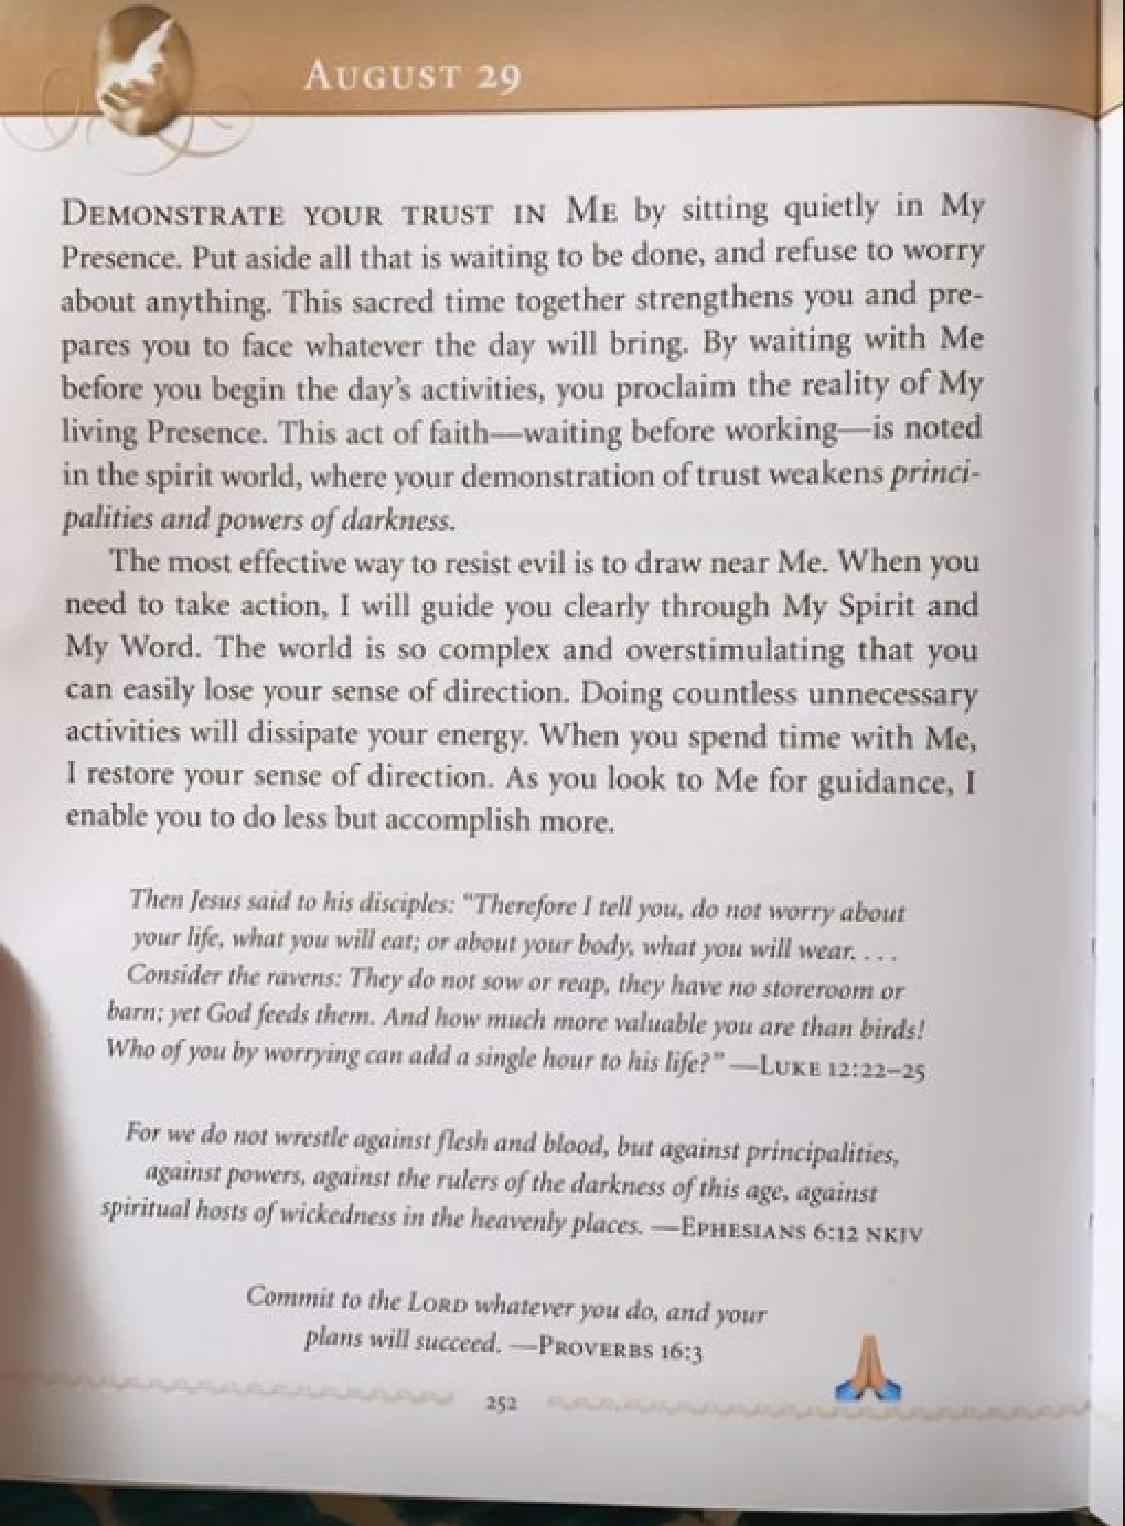 AUGUST 29
DEMONSTRATE YOUR TRUST IN ME by sitting quietly in My
Presence. Put aside all that is waiting to be done, and refuse to worry
about anything. This sacred time together strengthens you and pre-
pares you to face whatever the day will bring. By waiting with Me
before you begin the day's activities, you proclaim the reality of My
living Presence. This act of faith—waiting before working—is noted
in the spirit world, where your demonstration of trust weakens princi-
palities and powers of darkness.
The most effective way to resist evil is to draw near Me. When you
need to take action, I will guide you clearly through My Spirit and
My Word. The world is so complex and overstimulating that you
can easily lose your sense of direction. Doing countless unnecessary
activities will dissipate your energy. When you spend time with Me,
I restore your sense of direction. As you look to Me for guidance, I
enable you to do less but accomplish more.
Then Jesus said to his disciples: "Therefore I tell you, do not worry about
your life, what you will eat; or about your body, what you will wear. . . .
Consider the ravens: They do not sow or reap, they have no storeroom or
barn; yet God feeds them. And how much more valuable you are than birds!
Who of you by worrying can add a single hour to his life?" —LUKE 12:22–25
For we do not wrestle against flesh and blood, but against principalities,
against powers, against the rulers of the darkness of this age, against
spiritual hosts of wickedness in the heavenly places. —EPHESIANS 6:12 NKJV
Commit to the LORD whatever you do, and your
plans will succeed. —PROVERBS 16:3
252